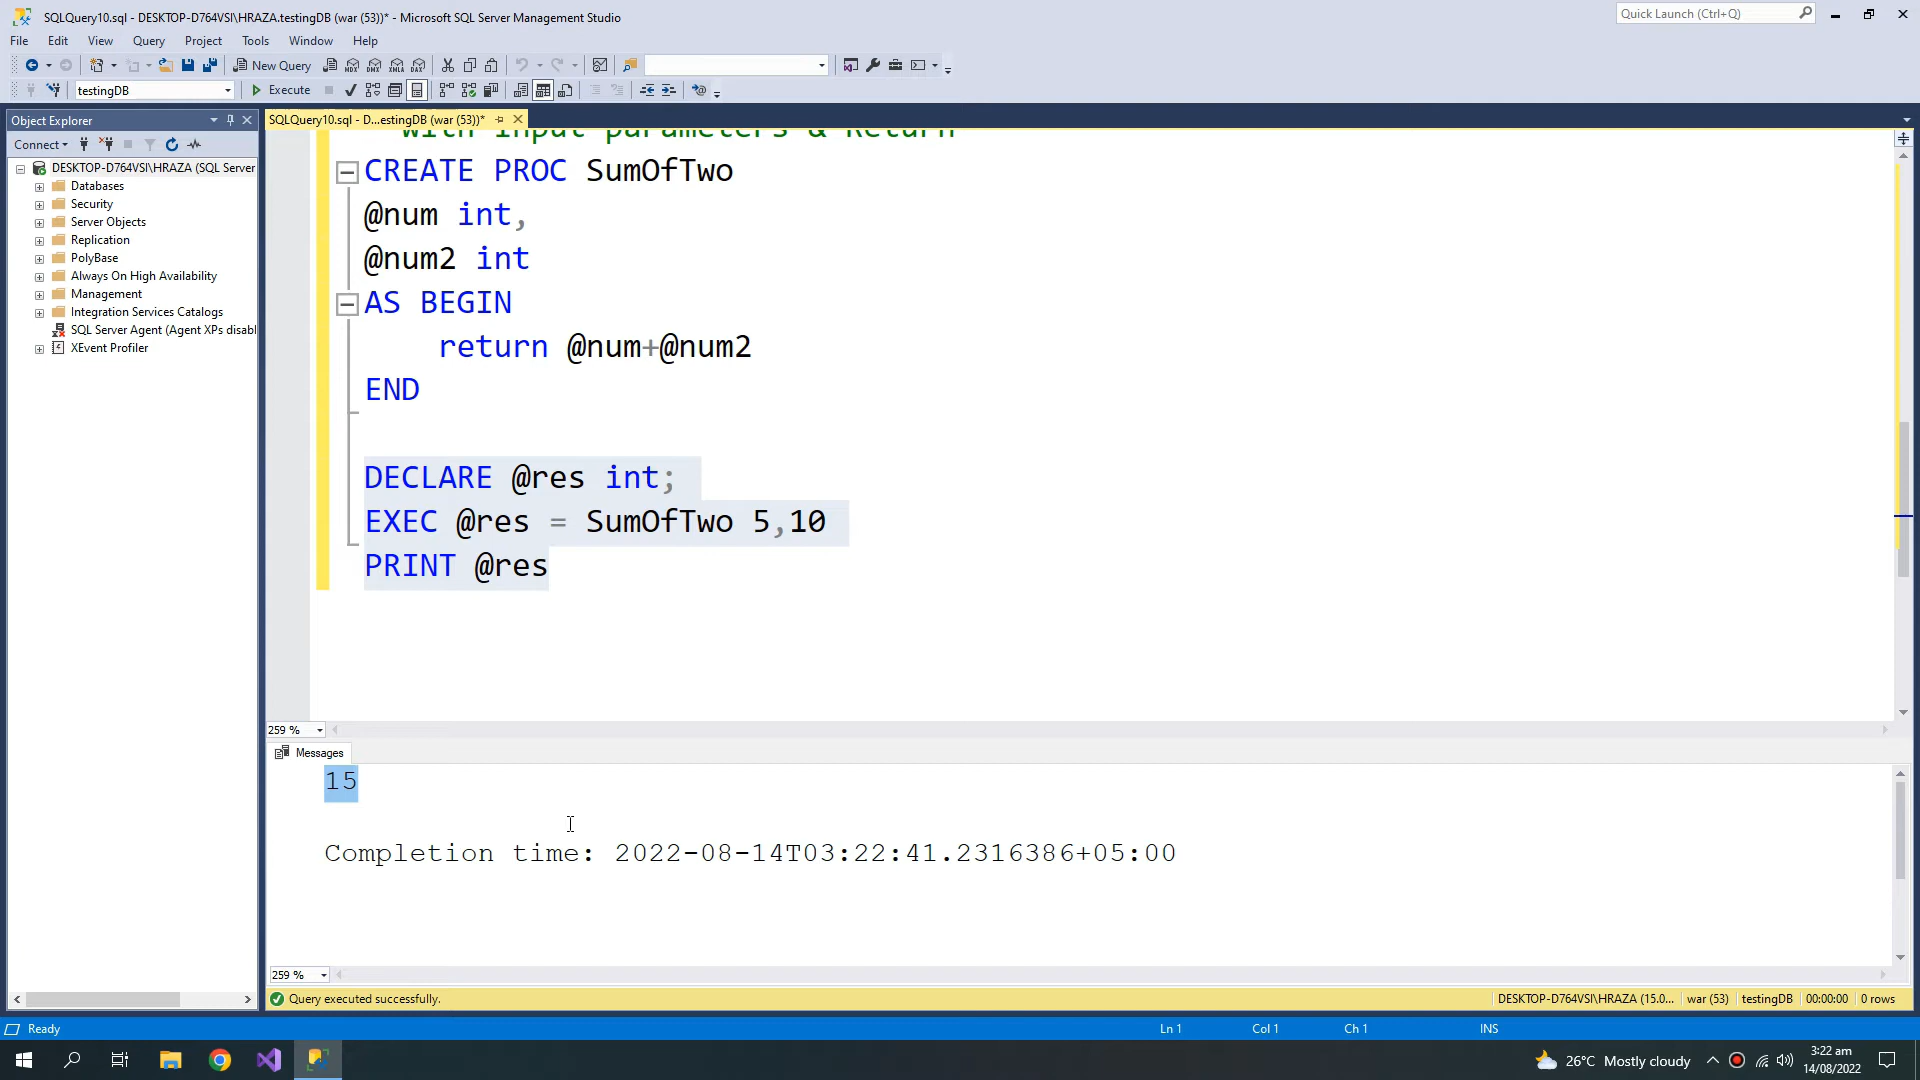 SQLQuery10.sql - DESKTOP-D764VSI\HRAZA.testingDB (war (53))* - Microsoft SQL Server Management Studio
Quick Launch (Ctrl+Q)
File Edit View Query Project Tools Window Help
New Query
testingDB
Execute
Object Explorer
SQLQuery10.sql - D...estingDB (war (53))*
Connect
DESKTOP-D764VSI\HRAZA (SQL Server
Databases
Security
Server Objects
Replication
PolyBase
Always On High Availability
Management
Integration Services Catalogs
SQL Server Agent (Agent XPs disabl
XEvent Profiler
with input parameters & Return
CREATE PROC SumOfTwo
@num int,
@num2 int
AS BEGIN
return @num+@num2
END
DECLARE @res int;
EXEC @res = SumOfTwo 5,10
PRINT @res
259 %
Messages
15
Completion time: 2022-08-14T03:22:41.2316386+05:00
259 %
Query executed successfully.
DESKTOP-D764VSI\HRAZA (15.0... war (53) testingDB 00:00:00 0 rows
Ready
Ln 1 Col 1 Ch 1 INS
26°C Mostly cloudy
3:22 am
14/08/2022